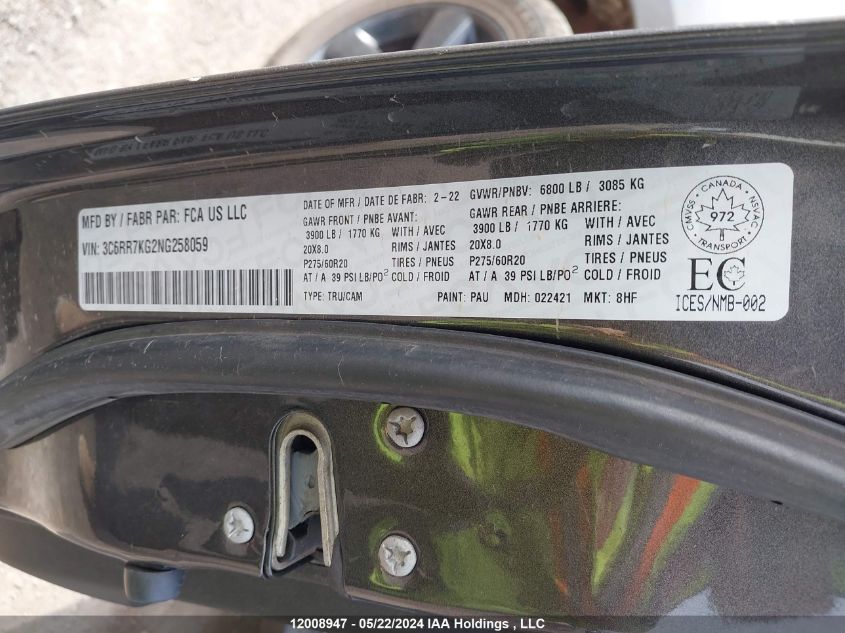 MFD BY / FABR PAR: FCA US LLC
VIN: 3C6RR7KG2NG258059
DATE OF MFR / DATE DE FABR: 2-22
GVWR/PNBV: 6800 LB / 3085 KG
GAWR FRONT / PNBE AVANT:
3900 LB / 1770 KG WITH / AVEC
20X8.0 RIMS / JANTES
P275/60R20 TIRES / PNEUS
AT / A 39 PSI LB/PO² COLD / FROID
GAWR REAR / PNBE ARRIERE:
3900 LB / 1770 KG WITH / AVEC
20X8.0 RIMS / JANTES
P275/60R20 TIRES / PNEUS
AT / A 39 PSI LB/PO² COLD / FROID
TYPE: TRU/CAM PAINT: PAU MDH: 022421 MKT: 8HF
CANADA
CMVSS
NSVAC
972
TRANSPORT
EC
ICES/NMB-002
12008947 - 05/22/2024 IAA Holdings , LLC